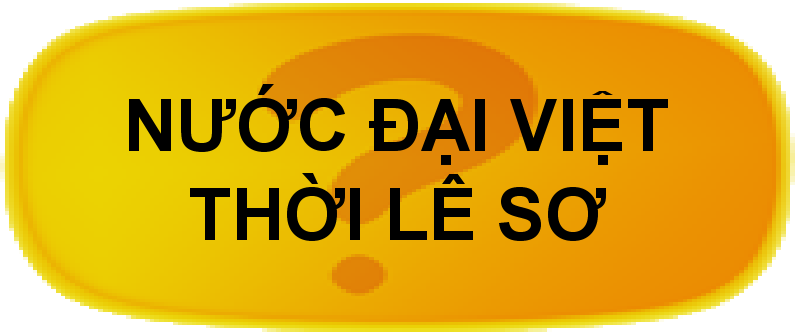 NƯỚC ĐẠI VIỆT
THỜI LÊ SƠ